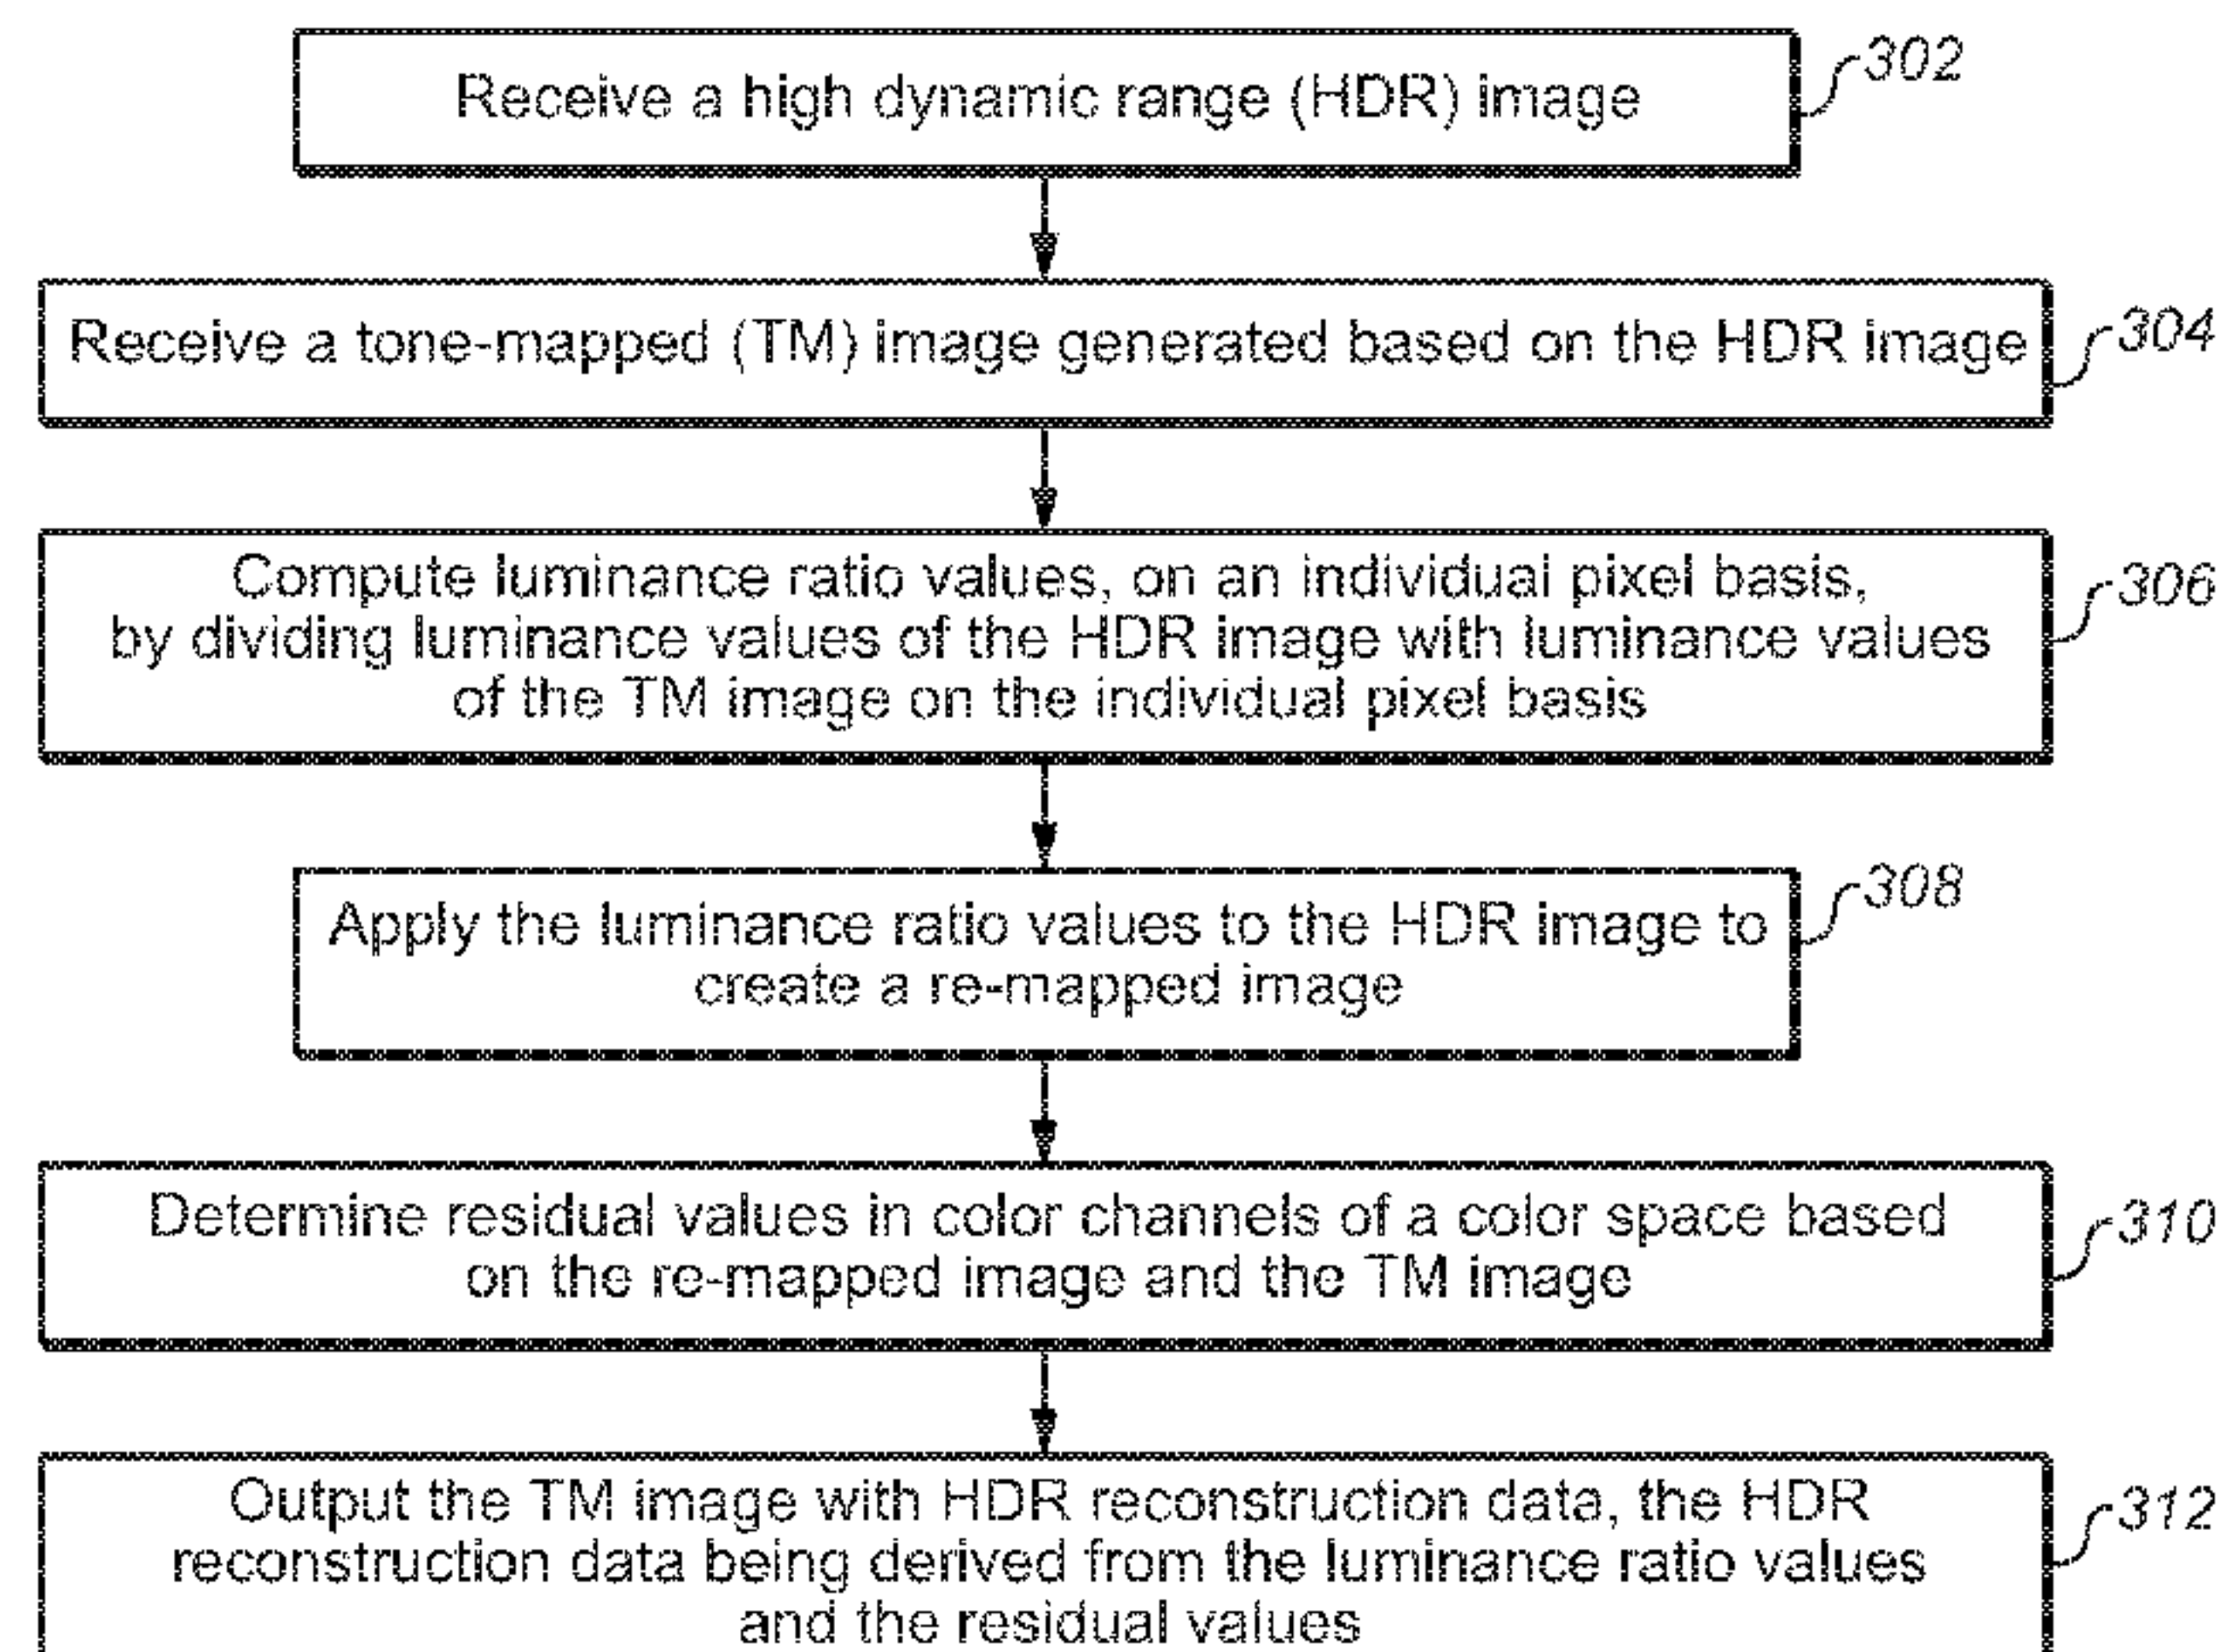 Receive a high dynamic range (HDR) image
302
Receive a tone-mapped (TM) image generated based on the HDR image
304
Compute luminance ratio values, on an individual pixel basis,
by dividing luminance values of the HDR image with luminance values
of the TM image on the individual pixel basis
306
Apply the luminance ratio values to the HDR image to
create a re-mapped image
308
Determine residual values in color channels of a color space based
on the re-mapped image and the TM image
310
Output the TM image with HDR reconstruction data, the HDR
reconstruction data being derived from the luminance ratio values
and the residual values
312